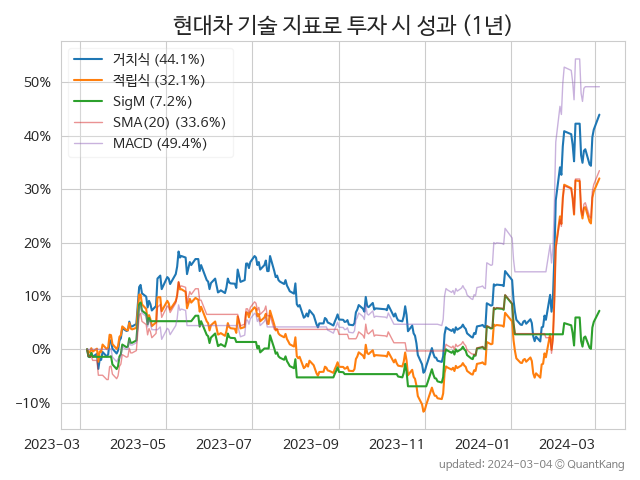 현대차 기술 지표로 투자 시 성과 (1년)
거치식 (44.1%)
적립식 (32.1%)
SigM (7.2%)
SMA(20) (33.6%)
MACD (49.4%)
50%
40%
30%
20%
10%
0%
−10%
2023-03 2023-05 2023-07 2023-09 2023-11 2024-01 2024-03
updated: 2024-03-04 @ QuantKang